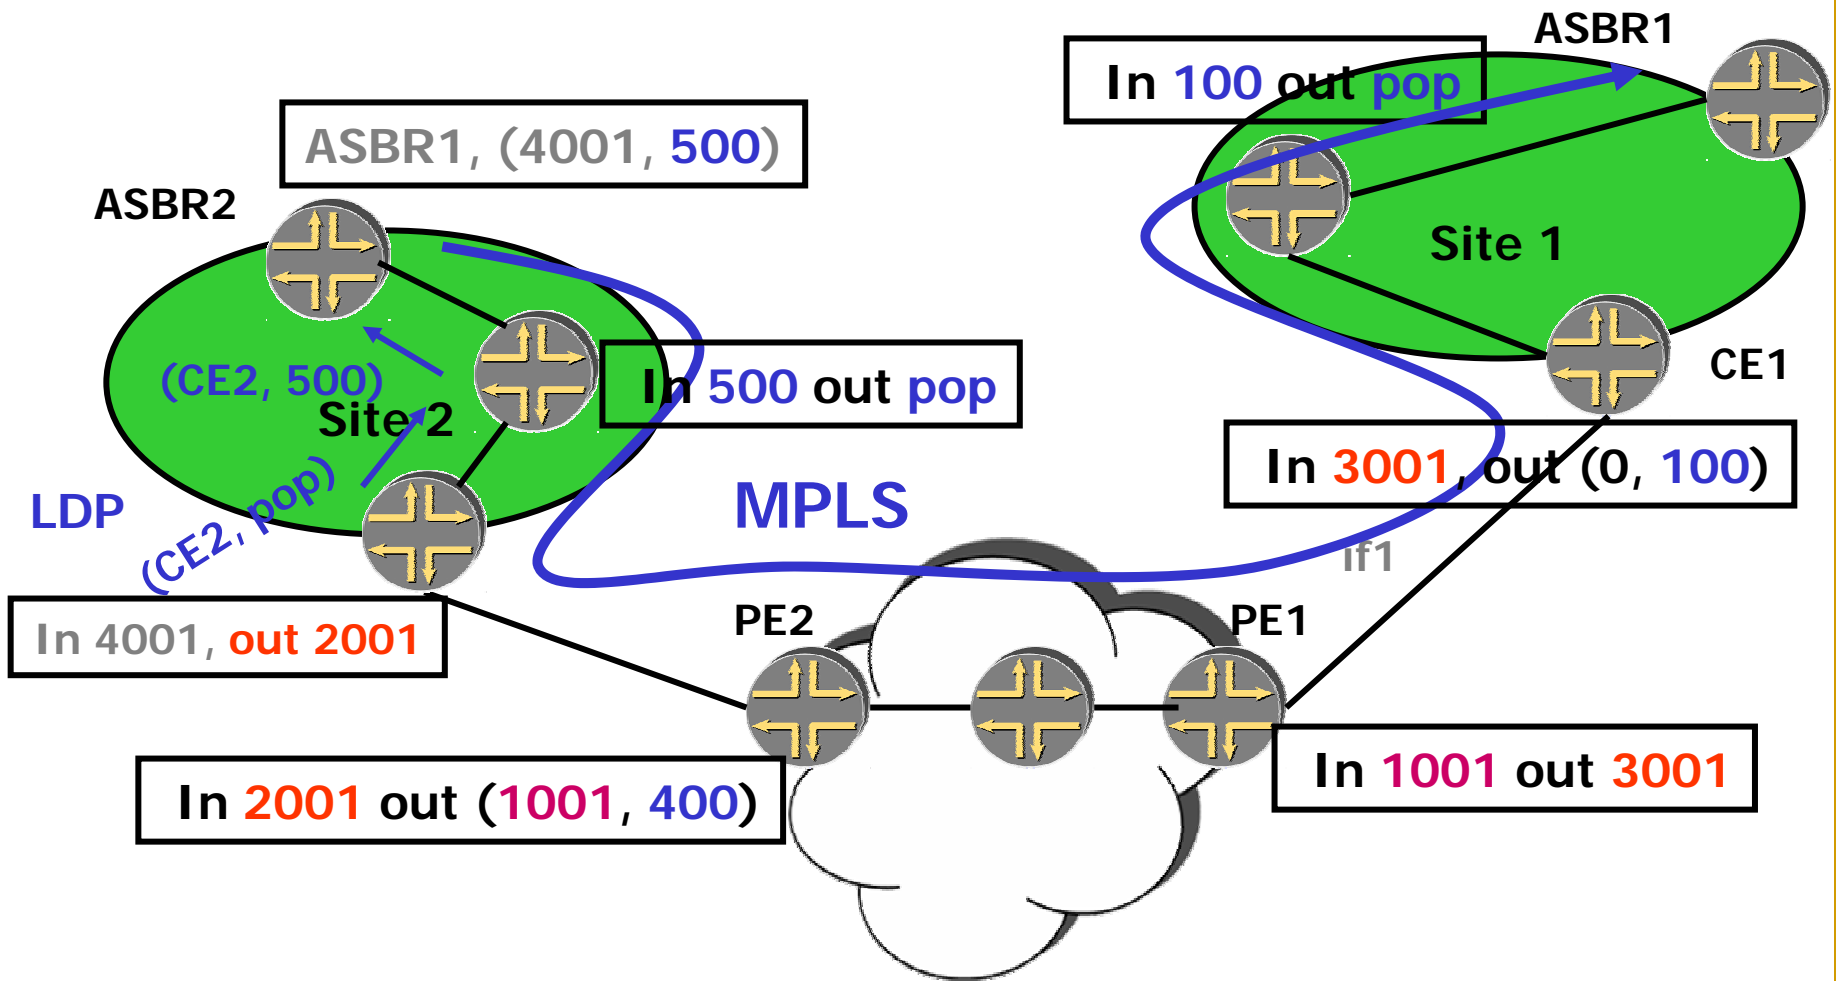 ASBR1
In 100 out pop
ASBR1, (4001, 500)
ASBR2
Site 1
CE1
(CE2, 500)
In 500 out pop
Site 2
In 3001, out (0, 100)
LDP
(CE2, pop)
MPLS
if1
In 4001, out 2001
PE2
PE1
In 2001 out (1001, 400)
In 1001 out 3001